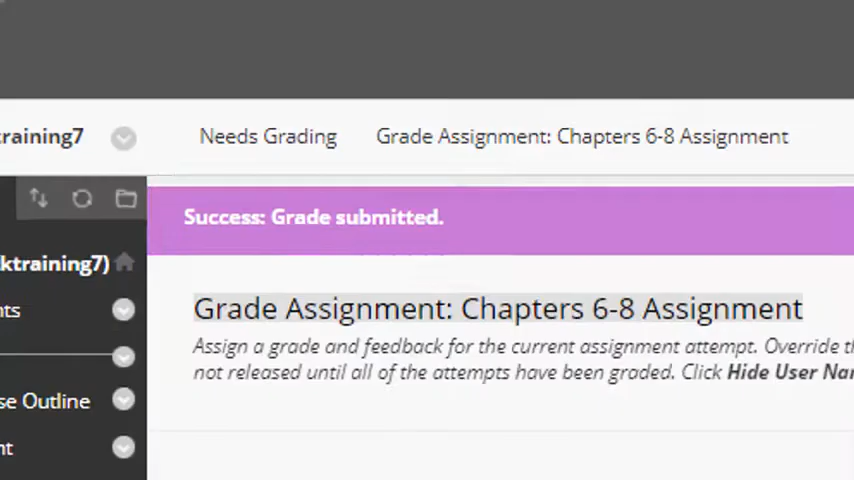 raining7 Needs Grading Grade Assignment: Chapters 6-8 Assignment
Success: Grade submitted.
ktraining7)
Grade Assignment: Chapters 6-8 Assignment
nts
Assign a grade and feedback for the current assignment attempt. Override th
not released until all of the attempts have been graded. Click Hide User Nam
se Outline
nt